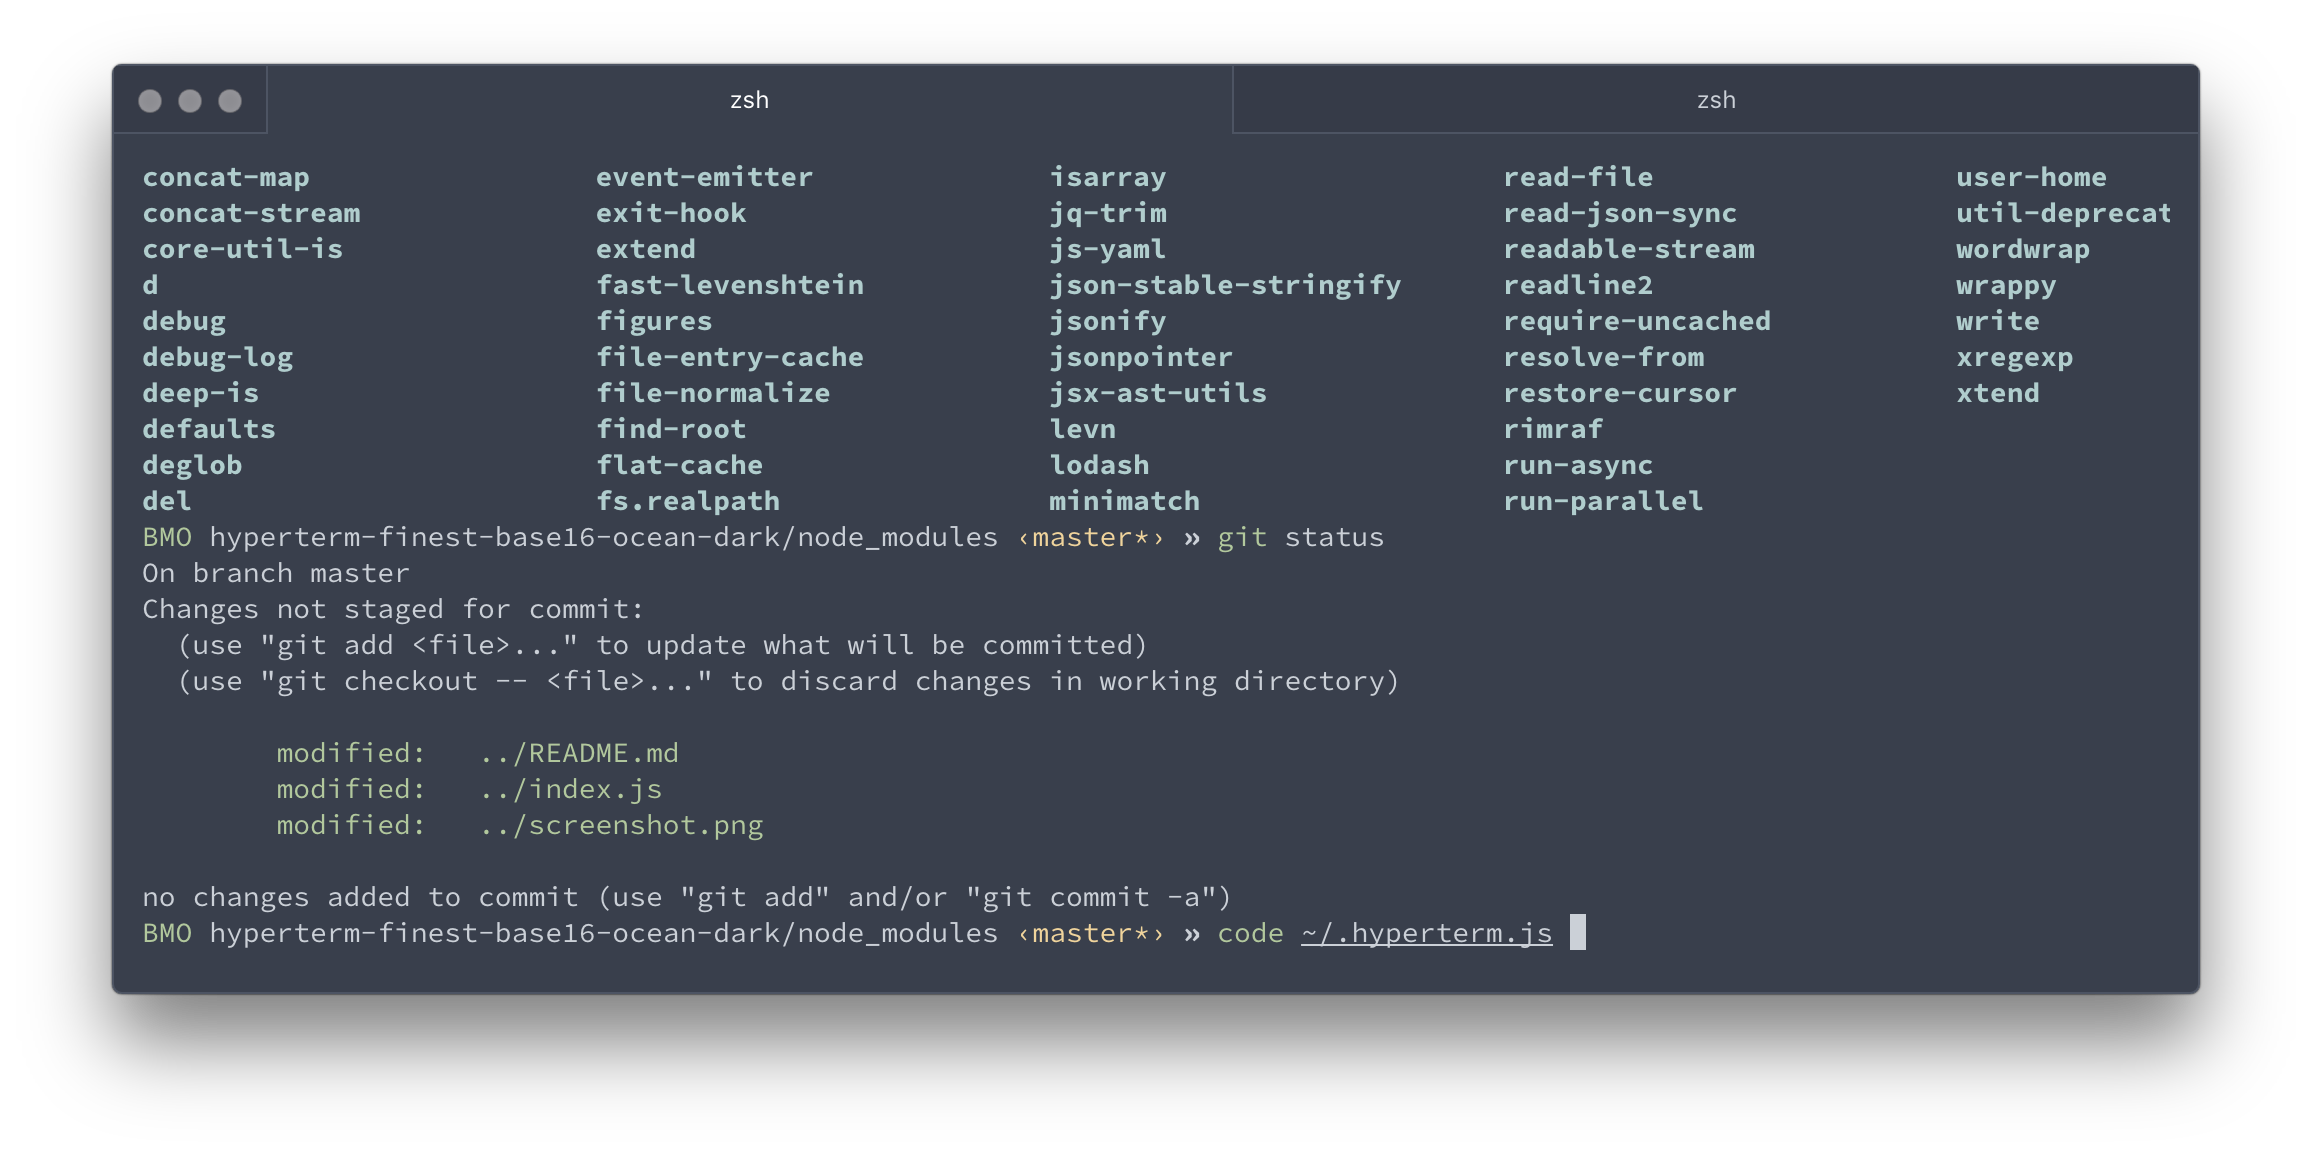 zsh zsh
concat-map event-emitter isarray read-file user-home
concat-stream exit-hook jq-trim read-json-sync util-deprecat
core-util-is extend js-yaml readable-stream wordwrap
d fast-levenshtein json-stable-stringify readline2 wrappy
debug figures jsonify require-uncached write
debug-log file-entry-cache jsonpointer resolve-from xregexp
deep-is file-normalize jsx-ast-utils restore-cursor xtend
defaults find-root levn rimraf
deglob flat-cache lodash run-async
del fs.realpath minimatch run-parallel
BMO hyperterm-finest-base16-ocean-dark/node_modules ‹master*› » git status
On branch master
Changes not staged for commit:
  (use "git add <file>..." to update what will be committed)
  (use "git checkout -- <file>..." to discard changes in working directory)
modified:   ../README.md
modified:   ../index.js
modified:   ../screenshot.png
no changes added to commit (use "git add" and/or "git commit -a")
BMO hyperterm-finest-base16-ocean-dark/node_modules ‹master*› » code ~/.hyperterm.js